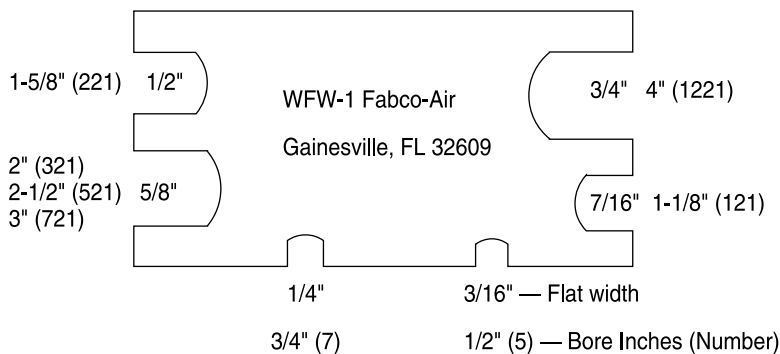 1-5/8" (221) 1/2"
WFW-1 Fabco-Air
3/4" 4" (1221)
Gainesville, FL 32609
2" (321)
2-1/2" (521) 5/8"
3" (721)
7/16" 1-1/8" (121)
1/4" 3/16" — Flat width
3/4" (7) 1/2" (5) — Bore Inches (Number)